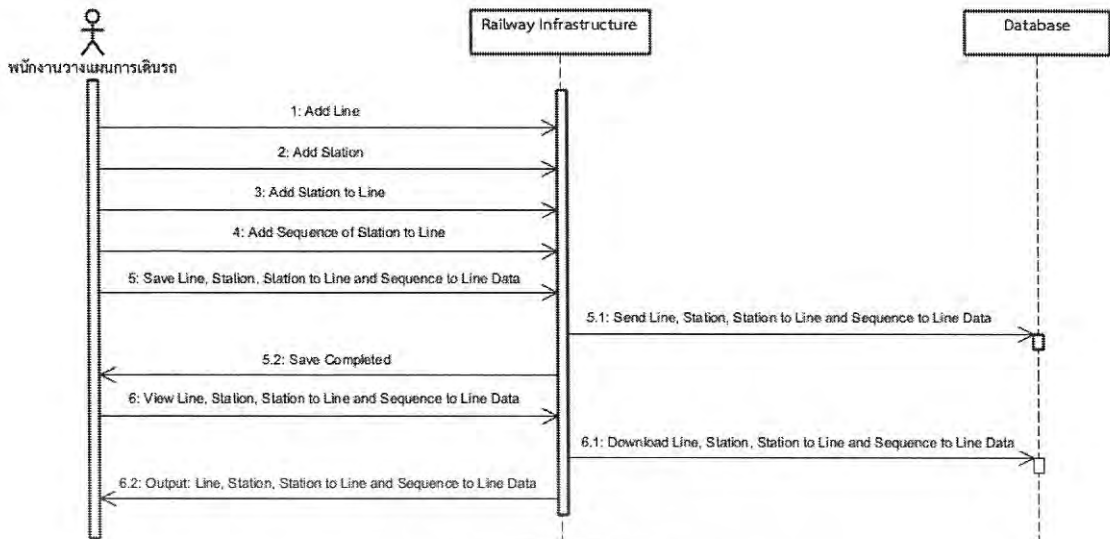 Railway Infrastructure
Database
พนักงานวางแผนการเดินรถ
1: Add Line
2: Add Station
3: Add Station to Line
4: Add Sequence of Station to Line
5: Save Line, Station, Station to Line and Sequence to Line Data
5.1: Send Line, Station, Station to Line and Sequence to Line Data
5.2: Save Completed
6: View Line, Station, Station to Line and Sequence to Line Data
6.1: Download Line, Station, Station to Line and Sequence to Line Data
6.2: Output: Line, Station, Station to Line and Sequence to Line Data